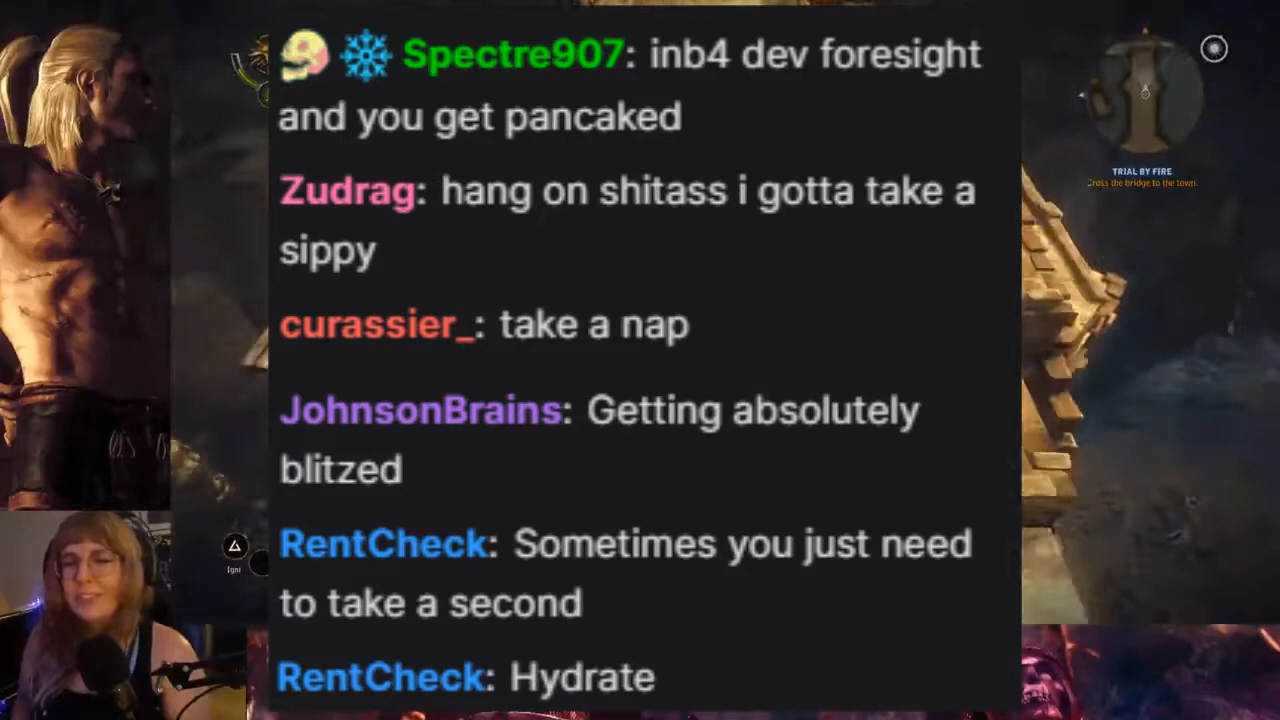 Spectre907: inb4 dev foresight
and you get pancaked
Zudrag: hang on shitass i gotta take a
sippy
curassier_: take a nap
JohnsonBrains: Getting absolutely
blitzed
RentCheck: Sometimes you just need
to take a second
RentCheck: Hydrate
TRIAL BY FIRE
Cross the bridge to the town.
Igni